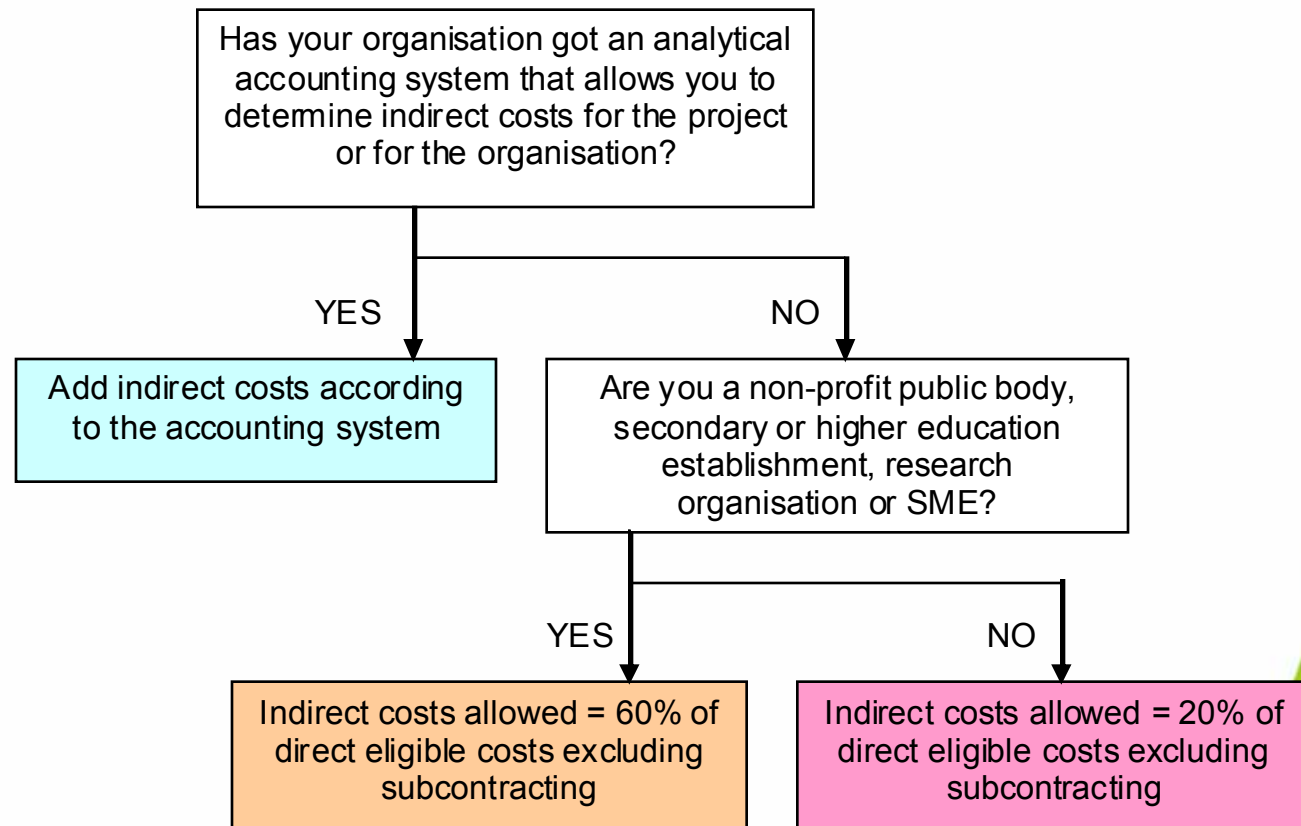 Has your organisation got an analytical
accounting system that allows you to
determine indirect costs for the project
or for the organisation?
YES
NO
Add indirect costs according
to the accounting system
Are you a non-profit public body,
secondary or higher education
establishment, research
organisation or SME?
YES
NO
Indirect costs allowed = 60% of
direct eligible costs excluding
subcontracting
Indirect costs allowed = 20% of
direct eligible costs excluding
subcontracting